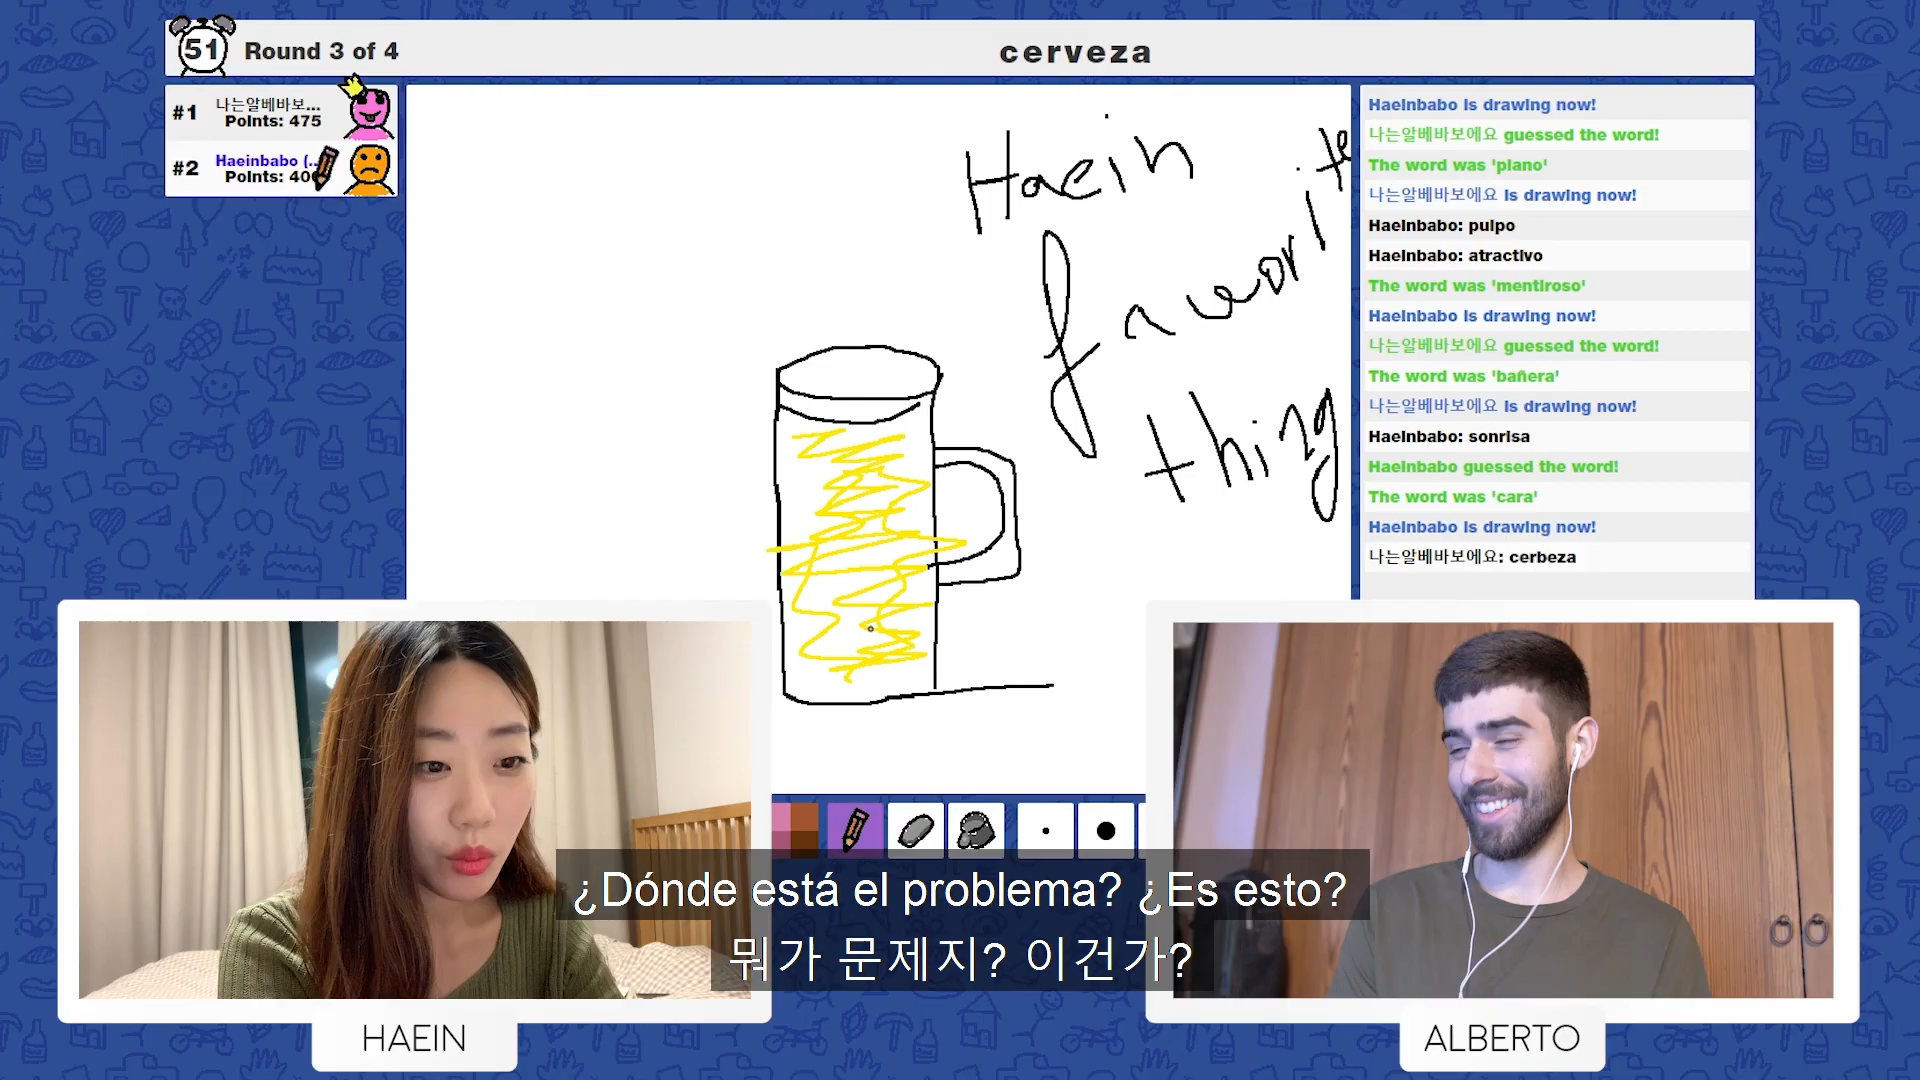 51
Round 3 of 4
cerveza
#1
나는알베바보...
Points: 475
#2
Haeinbabo (..
Points: 40
Haein
favorite
thing
Haeinbabo is drawing now!
나는알베바보에요 guessed the word!
The word was 'piano'
나는알베바보에요 is drawing now!
Haeinbabo: pulpo
Haeinbabo: atractivo
The word was 'mentiroso'
Haeinbabo is drawing now!
나는알베바보에요 guessed the word!
The word was 'bañera'
나는알베바보에요 is drawing now!
Haeinbabo: sonrisa
Haeinbabo guessed the word!
The word was 'cara'
Haeinbabo is drawing now!
나는알베바보에요: cerbeza
¿Dónde está el problema? ¿Es esto?
뭐가 문제지? 이건가?
HAEIN
ALBERTO